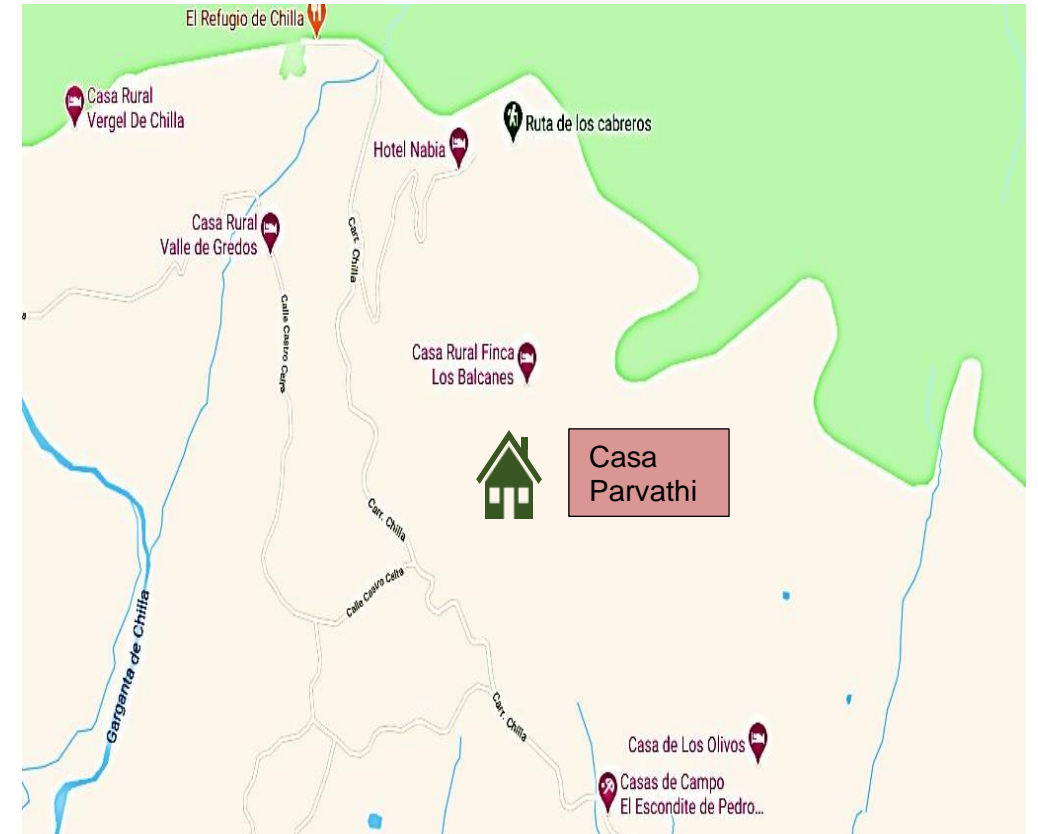 El Refugio de Chilla
Casa Rural
Vergel De Chilla
Ruta de los cabreros
Hotel Nabia
Casa Rural
Valle de Gredos
Carr. Chilla
Calle Castro Celta
Casa Rural Finca
Los Balcanes
Casa
Parvathi
Carr. Chilla
Calle Castro Celta
Garganta de Chilla
Carr. Chilla
Casa de Los Olivos
Casas de Campo
El Escondite de Pedro...